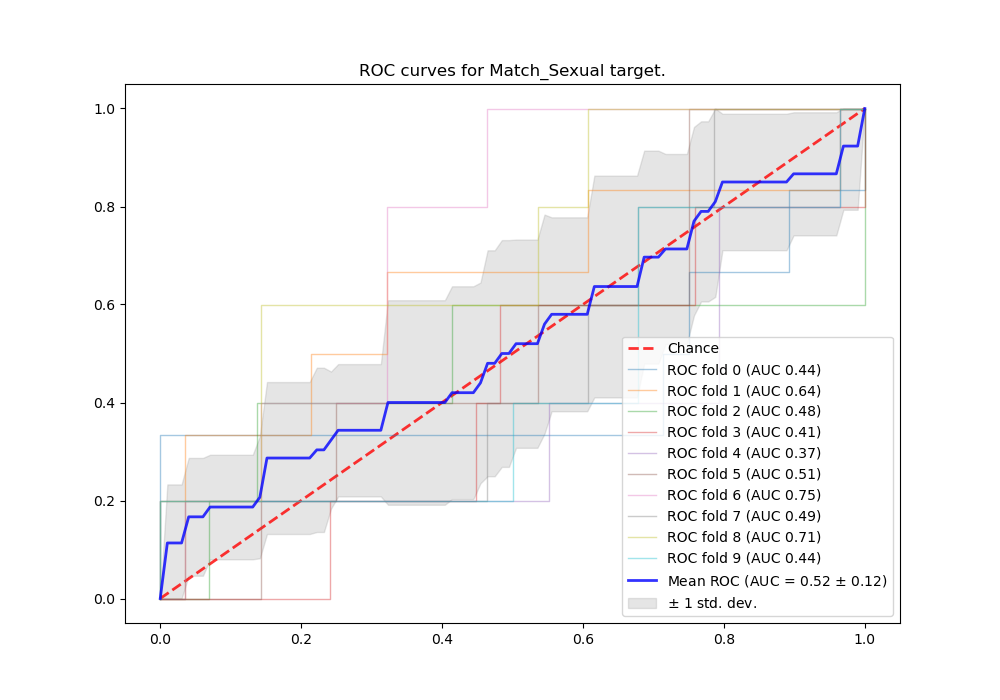 ROC curves for Match_Sexual target.
1.0
0.8
0.6
0.4
0.2
0.0
Chance
ROC fold 0 (AUC 0.44)
ROC fold 1 (AUC 0.64)
ROC fold 2 (AUC 0.48)
ROC fold 3 (AUC 0.41)
ROC fold 4 (AUC 0.37)
ROC fold 5 (AUC 0.51)
ROC fold 6 (AUC 0.75)
ROC fold 7 (AUC 0.49)
ROC fold 8 (AUC 0.71)
ROC fold 9 (AUC 0.44)
Mean ROC (AUC = 0.52 ± 0.12)
± 1 std. dev.
0.0 0.2 0.4 0.6 0.8 1.0